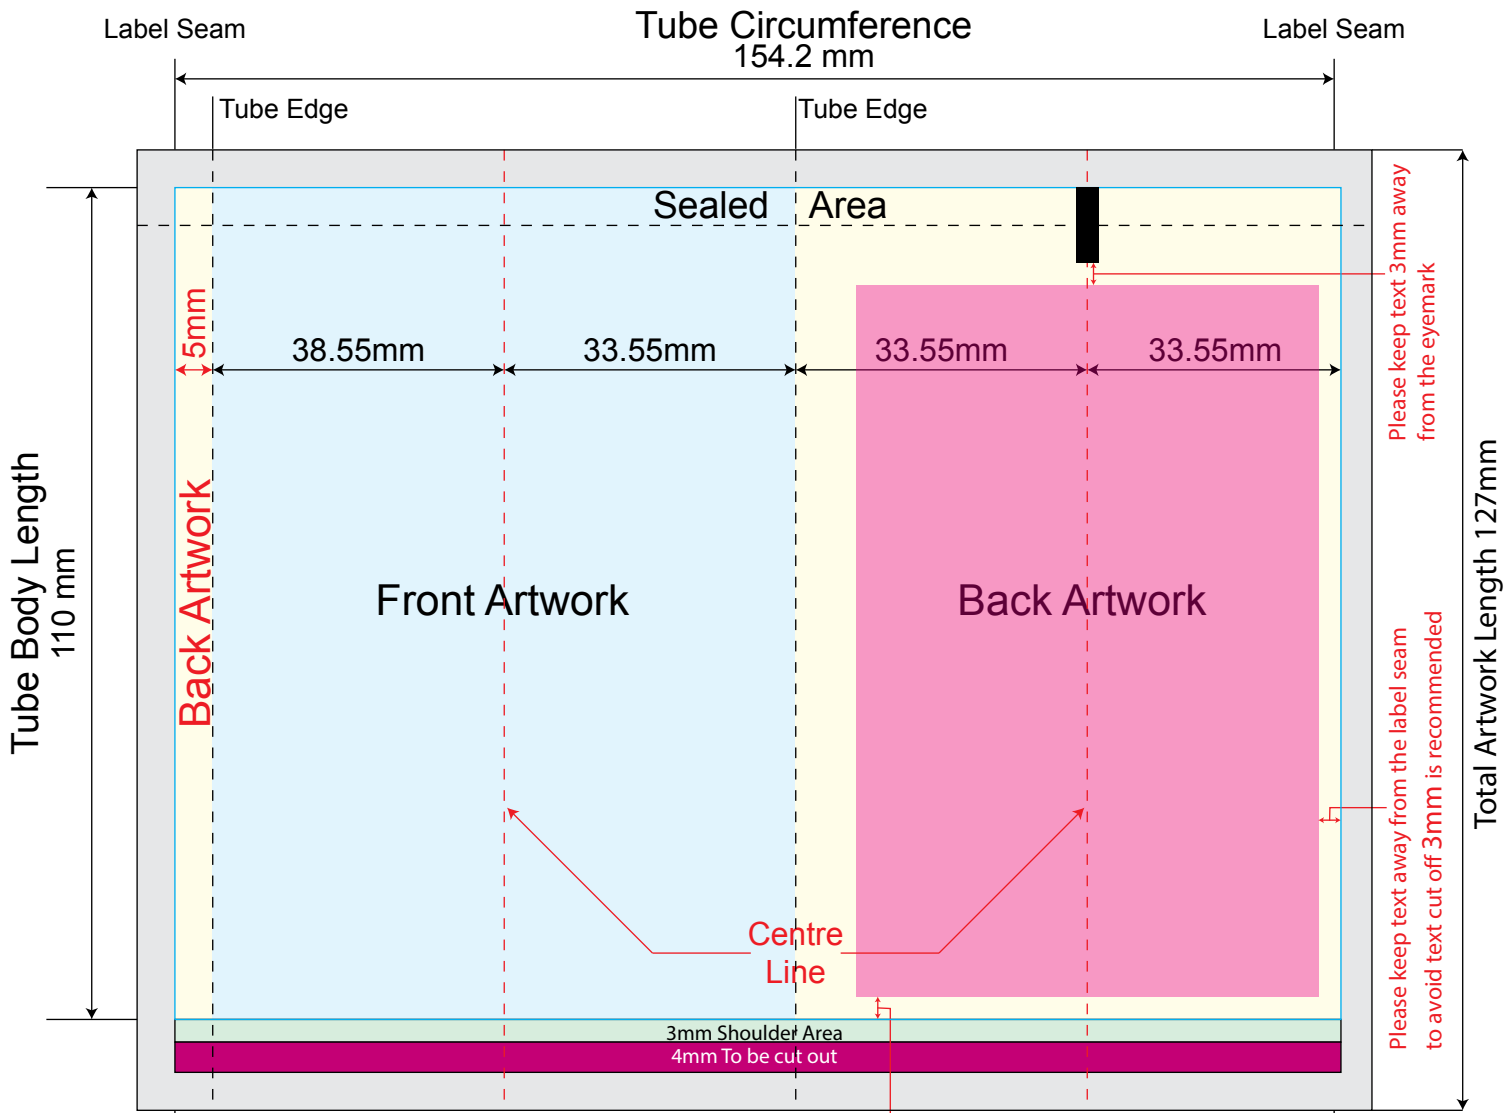 Label Seam
Tube Circumference
154.2 mm
Label Seam
Tube Edge
Tube Edge
Sealed Area
5mm
38.55mm
33.55mm
33.55mm
33.55mm
Please keep text 3mm away
from the eyemark
Tube Body Length
110 mm
Back Artwork
Front Artwork
Back Artwork
Total Artwork Length 127mm
Please keep text away from the label seam
to avoid text cut off 3mm is recommended
Centre
Line
3mm Shoulder Area
4mm To be cut out